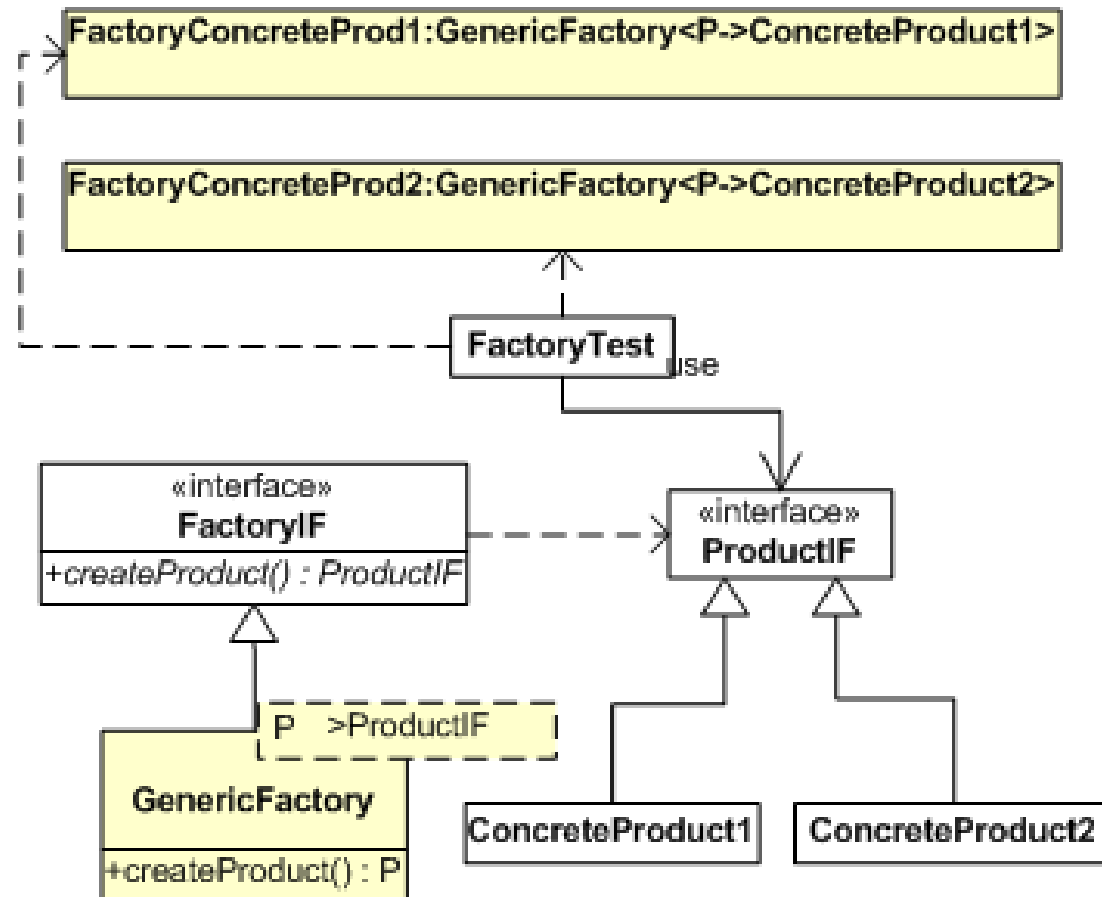 FactoryConcreteProd1:GenericFactory<P->ConcreteProduct1>
FactoryConcreteProd2:GenericFactory<P->ConcreteProduct2>
FactoryTest
use
«interface»
FactoryIF
+createProduct() : ProductIF
«interface»
ProductIF
P >ProductIF
GenericFactory
+createProduct() : P
ConcreteProduct1
ConcreteProduct2